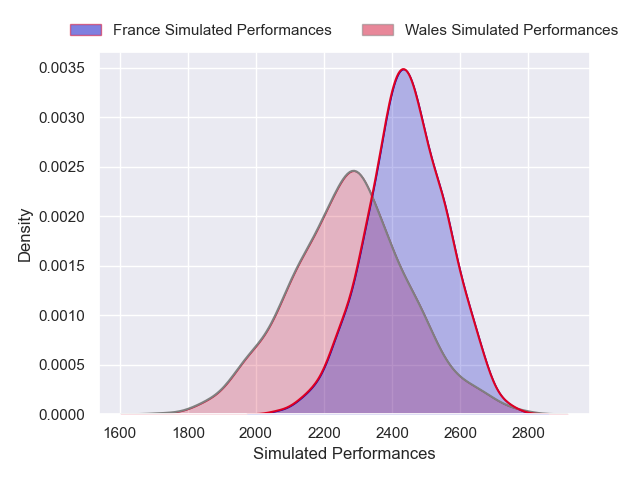 France Simulated Performances
Wales Simulated Performances
0.0035
0.0030
0.0025
0.0020
0.0015
0.0010
0.0005
0.0000
Density
1600 1800 2000 2200 2400 2600 2800
Simulated Performances